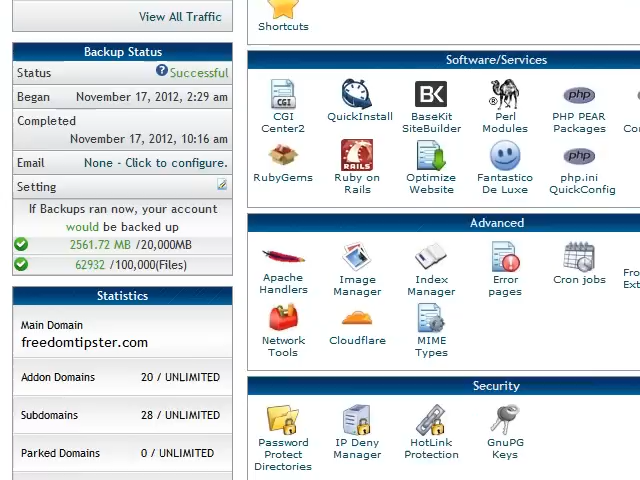 View All Traffic
Backup Status
Status Successful
Began November 17, 2012, 2:29 am
Completed
November 17, 2012, 10:16 am
Email None - Click to configure.
Setting
If Backups ran now, your account
would be backed up
2561.72 MB /20,000MB
62932 /100,000(Files)
Statistics
Main Domain
freedomtipster.com
Addon Domains 20 / UNLIMITED
Subdomains 28 / UNLIMITED
Parked Domains 0 / UNLIMITED
Shortcuts
Software/Services
CGI
BK
php
CGI Center2
QuickInstall
BaseKit SiteBuilder
Perl Modules
PHP PEAR Packages
RAILS
php
RubyGems
Ruby on Rails
Optimize Website
Fantastico De Luxe
php.ini QuickConfig
Advanced
Apache Handlers
Image Manager
Index Manager
Error pages
Cron jobs
Network Tools
Cloudflare
MIME Types
Security
Password Protect Directories
IP Deny Manager
HotLink Protection
GnuPG Keys